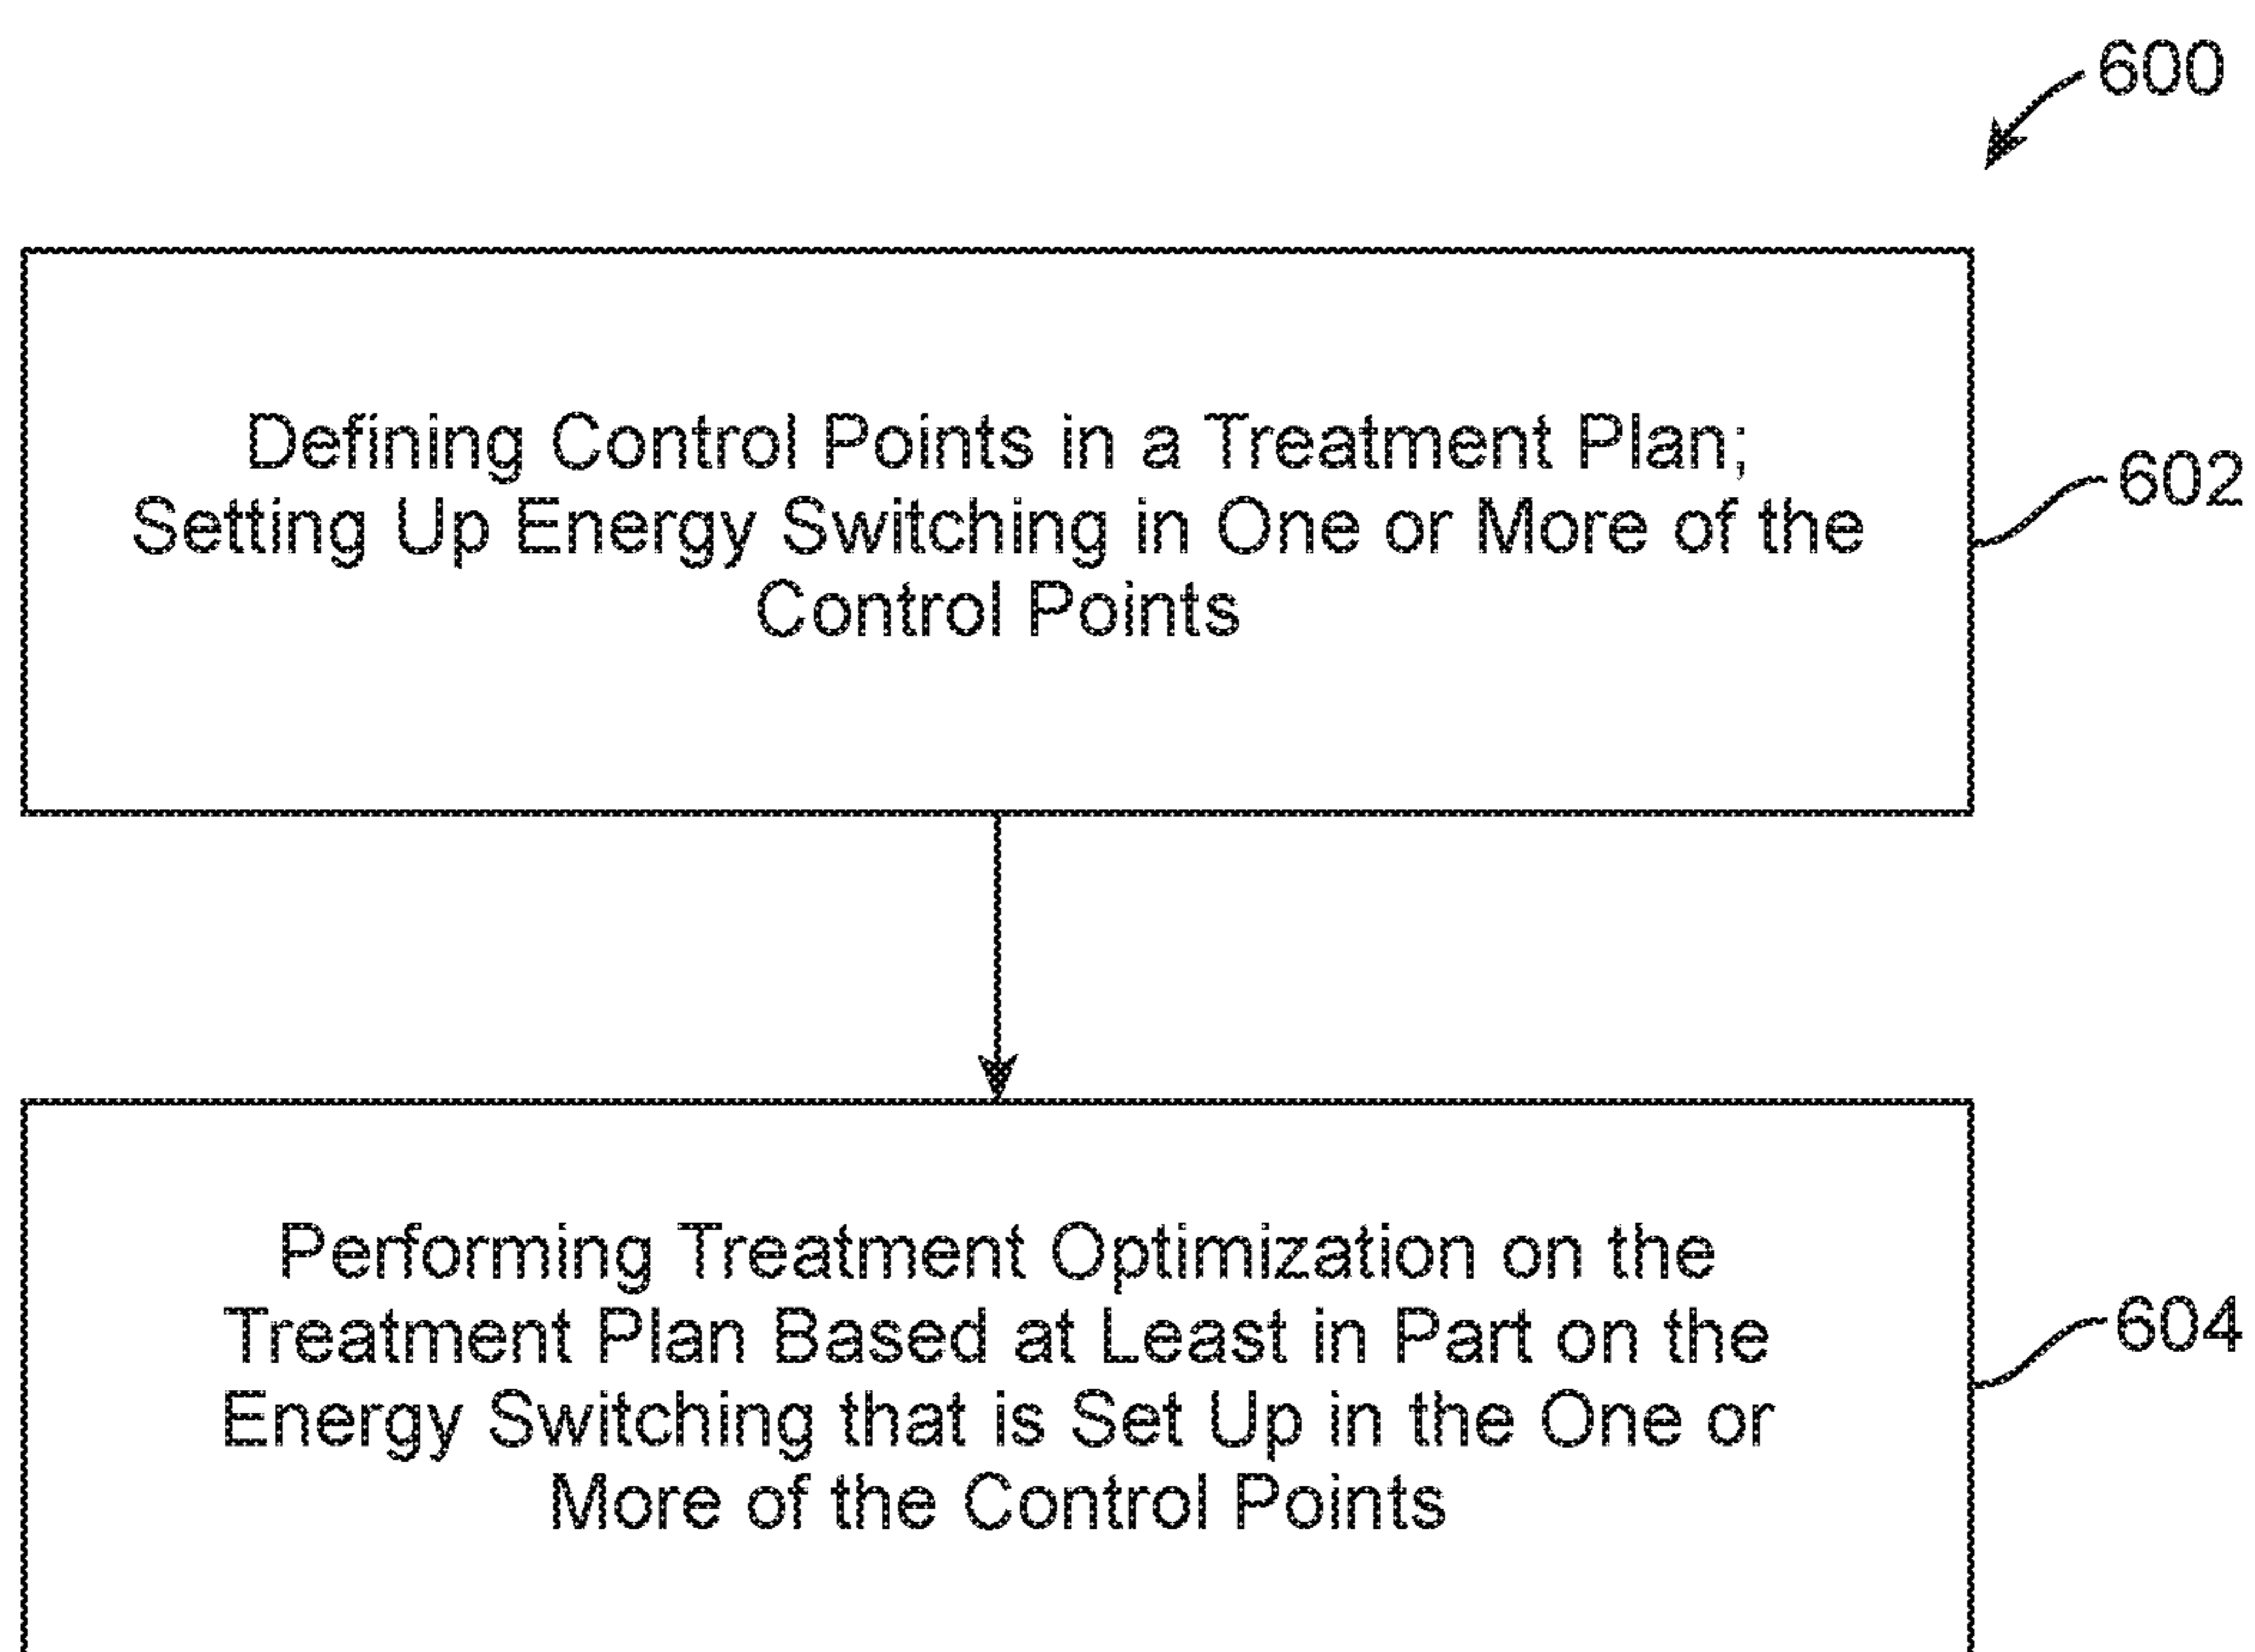 600
Defining Control Points in a Treatment Plan;
Setting Up Energy Switching in One or More of the
Control Points
602
Performing Treatment Optimization on the
Treatment Plan Based at Least in Part on the
Energy Switching that is Set Up in the One or
More of the Control Points
604